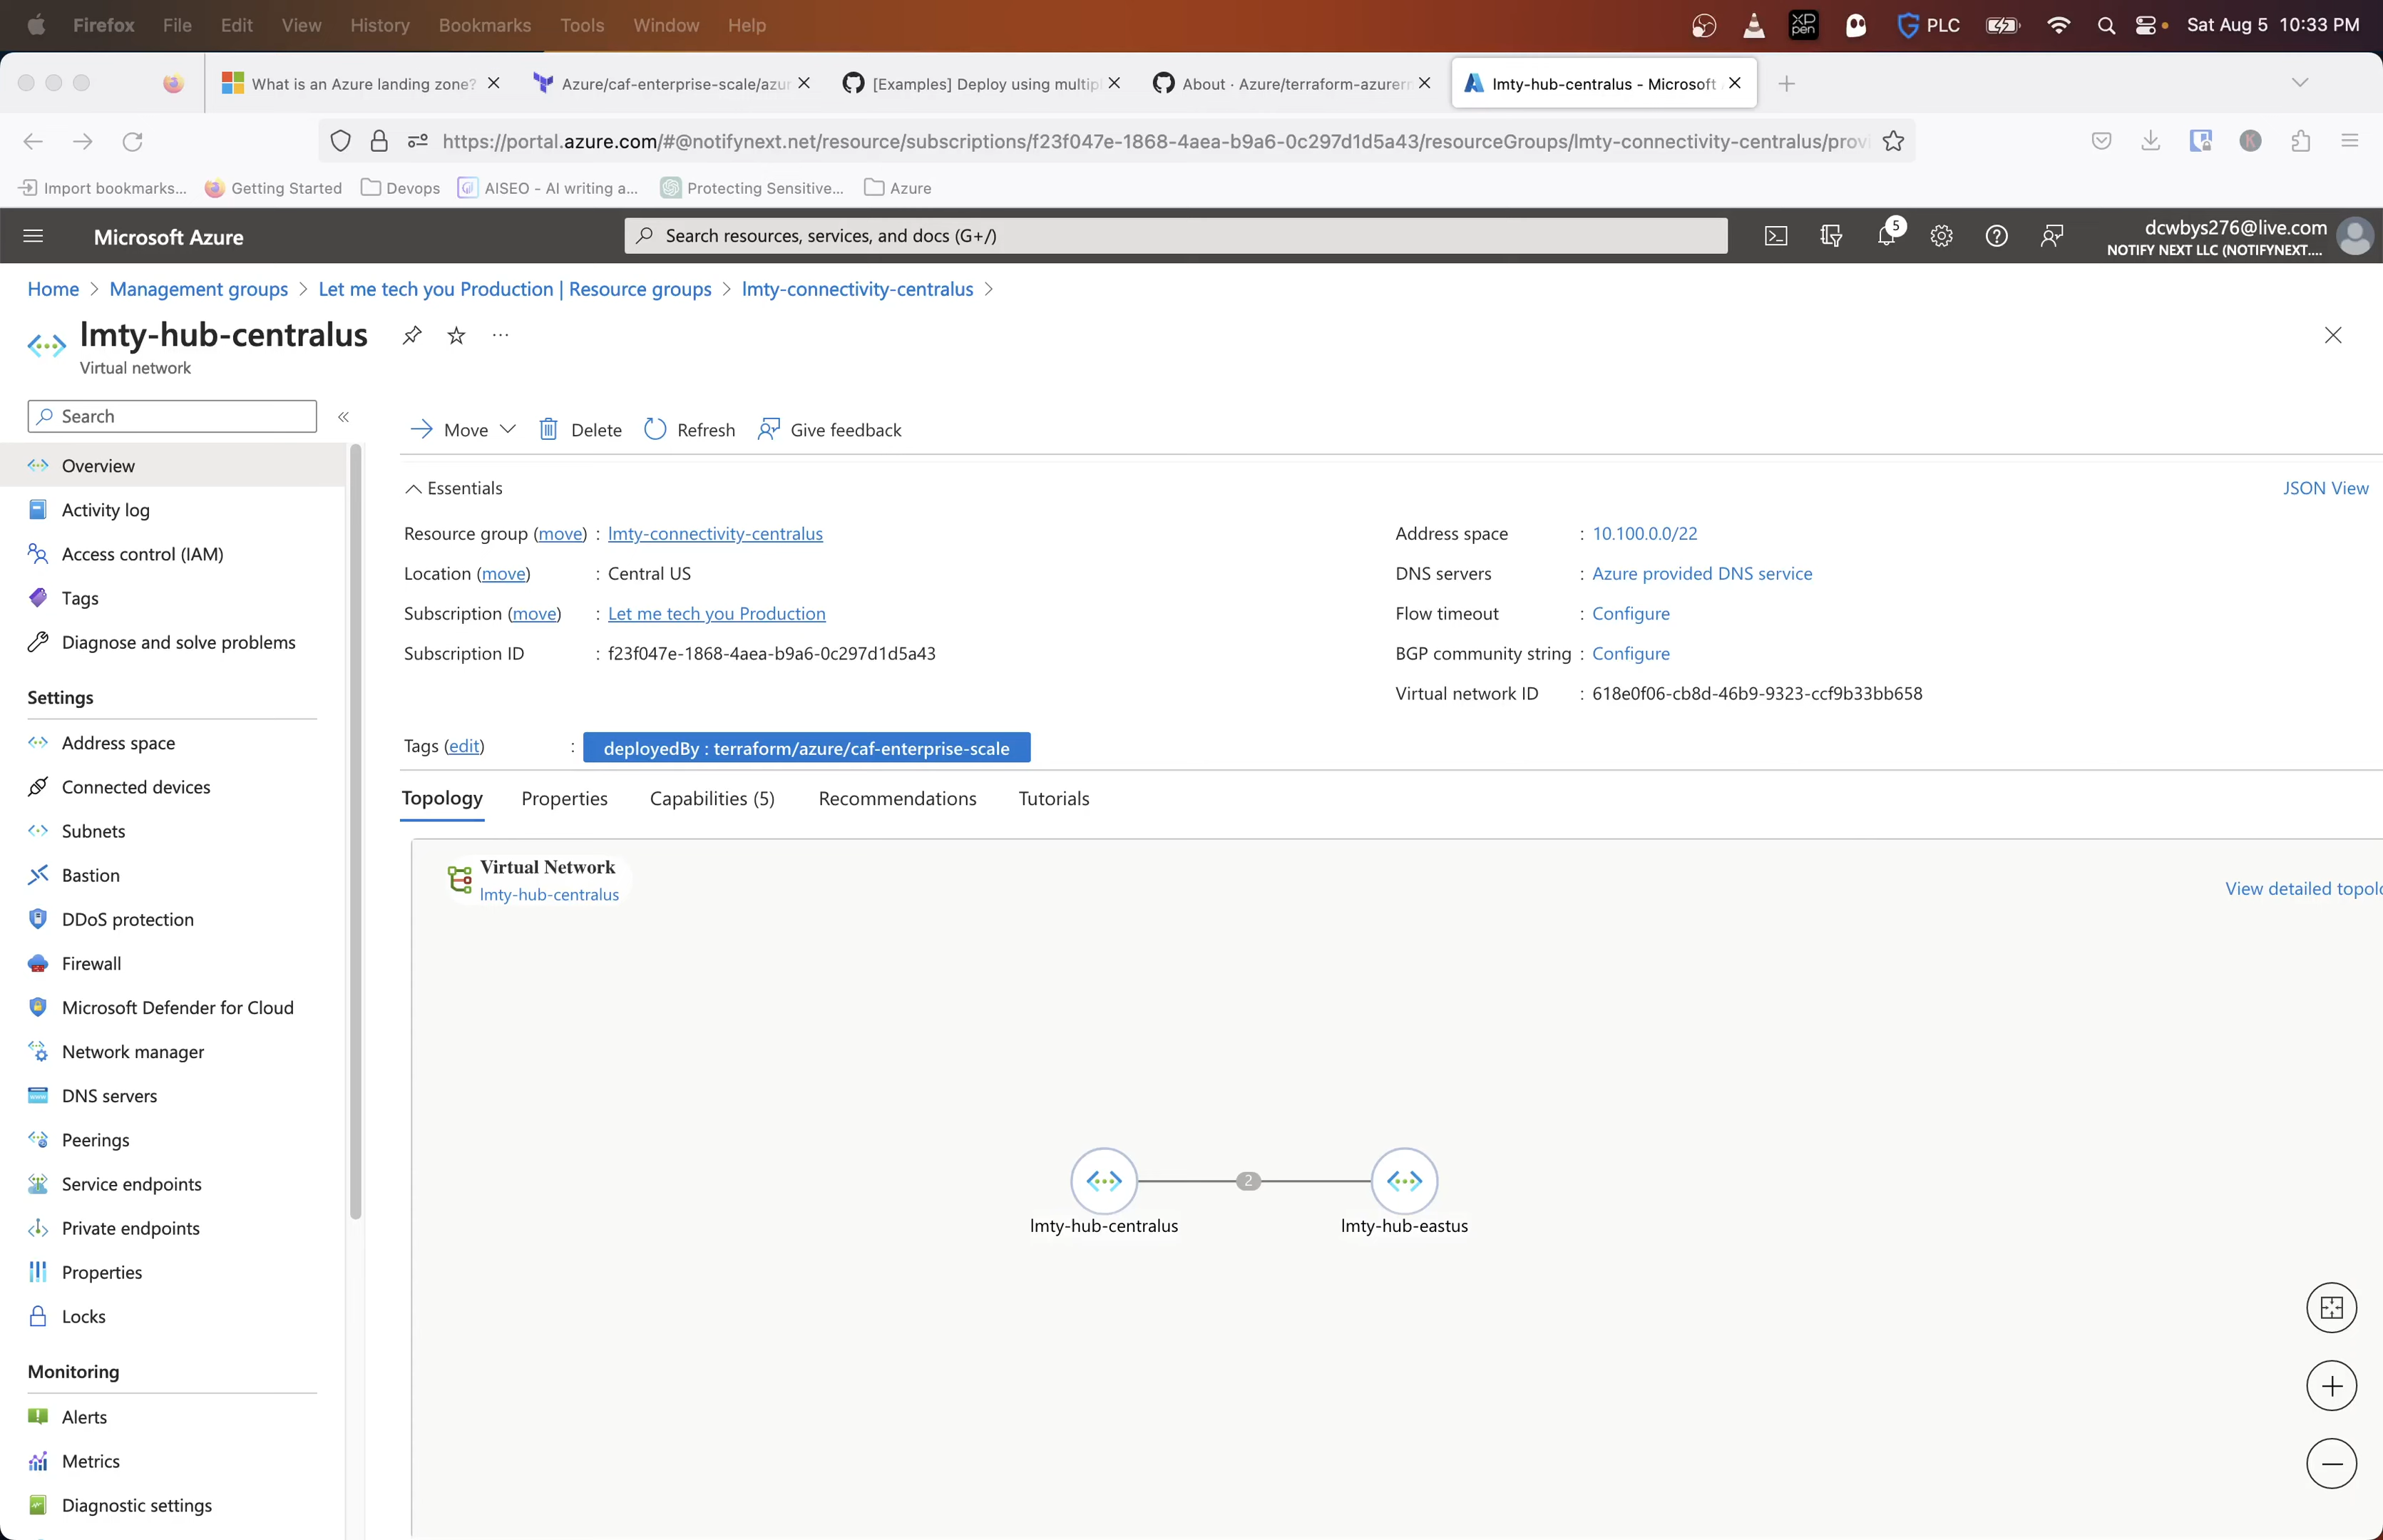 Firefox File Edit View History Bookmarks Tools Window Help
XP pen
PLC
Sat Aug 5 10:33 PM
What is an Azure landing zone?
Azure/caf-enterprise-scale/azur
[Examples] Deploy using multipl
About · Azure/terraform-azurerm
lmty-hub-centralus - Microsoft
https://portal.azure.com/#@notifynext.net/resource/subscriptions/f23f047e-1868-4aea-b9a6-0c297d1d5a43/resourceGroups/lmty-connectivity-centralus/provi
K
Import bookmarks...
Getting Started
Devops
AISEO - AI writing a...
Protecting Sensitive...
Azure
Microsoft Azure
Search resources, services, and docs (G+/)
5
dcwbys276@live.com
NOTIFY NEXT LLC (NOTIFYNEXT....
Home > Management groups > Let me tech you Production | Resource groups > lmty-connectivity-centralus >
lmty-hub-centralus
...
Virtual network
Search
«
Move
Delete
Refresh
Give feedback
Overview
Activity log
Access control (IAM)
Tags
Diagnose and solve problems
Settings
Address space
Connected devices
Subnets
Bastion
DDoS protection
Firewall
Microsoft Defender for Cloud
Network manager
DNS servers
Peerings
Service endpoints
Private endpoints
Properties
Locks
Monitoring
Alerts
Metrics
Diagnostic settings
Essentials
JSON View
Resource group (move) : lmty-connectivity-centralus
Location (move) : Central US
Subscription (move) : Let me tech you Production
Subscription ID : f23f047e-1868-4aea-b9a6-0c297d1d5a43
Address space : 10.100.0.0/22
DNS servers : Azure provided DNS service
Flow timeout : Configure
BGP community string : Configure
Virtual network ID : 618e0f06-cb8d-46b9-9323-ccf9b33bb658
Tags (edit) : deployedBy : terraform/azure/caf-enterprise-scale
Topology Properties Capabilities (5) Recommendations Tutorials
Virtual Network
lmty-hub-centralus
View detailed topolo
2
lmty-hub-centralus
lmty-hub-eastus